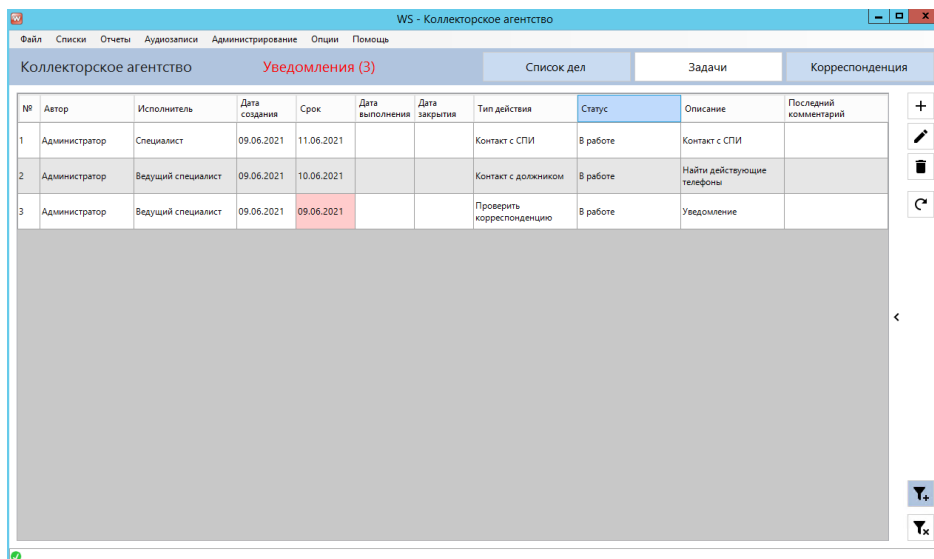 WS - Коллекторское агентство
Файл Списки Отчеты Аудиозаписи Администрирование Опции Помощь
Коллекторское агентство Уведомления (3) Список дел Задачи Корреспонденция
№ Автор Исполнитель Дата создания Срок Дата выполнения Дата закрытия Тип действия Статус Описание Последний комментарий
1 Администратор Специалист 09.06.2021 11.06.2021 Контакт с СПИ В работе Контакт с СПИ
2 Администратор Ведущий специалист 09.06.2021 10.06.2021 Контакт с должником В работе Найти действующие телефоны
3 Администратор Ведущий специалист 09.06.2021 09.06.2021 Проверить корреспонденцию В работе Уведомление